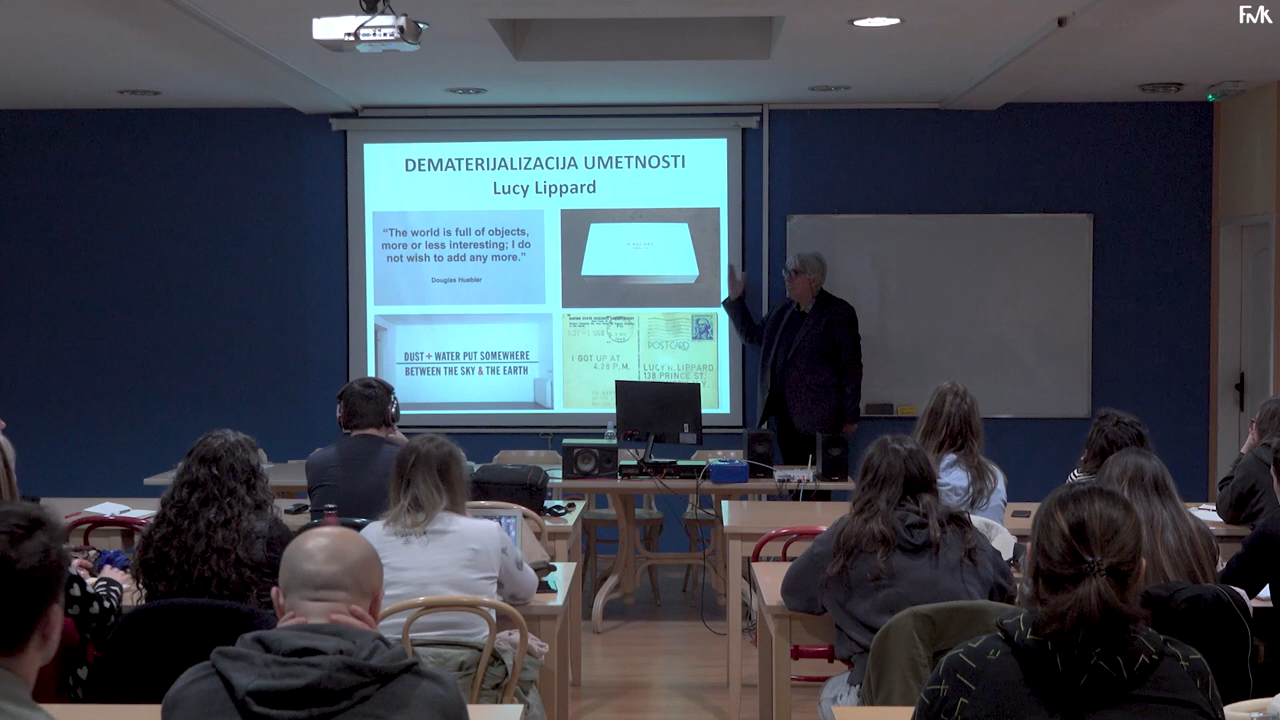 FMK
DEMATERIJALIZACIJA UMETNOSTI
Lucy Lippard
“The world is full of objects,
more or less interesting; I do
not wish to add any more.”
Douglas Huebler
DUST + WATER PUT SOMEWHERE
BETWEEN THE SKY & THE EARTH
POSTCARD
I GOT UP AT
4.28 P.M.
LUCY R. LIPPARD
138 PRINCE ST.